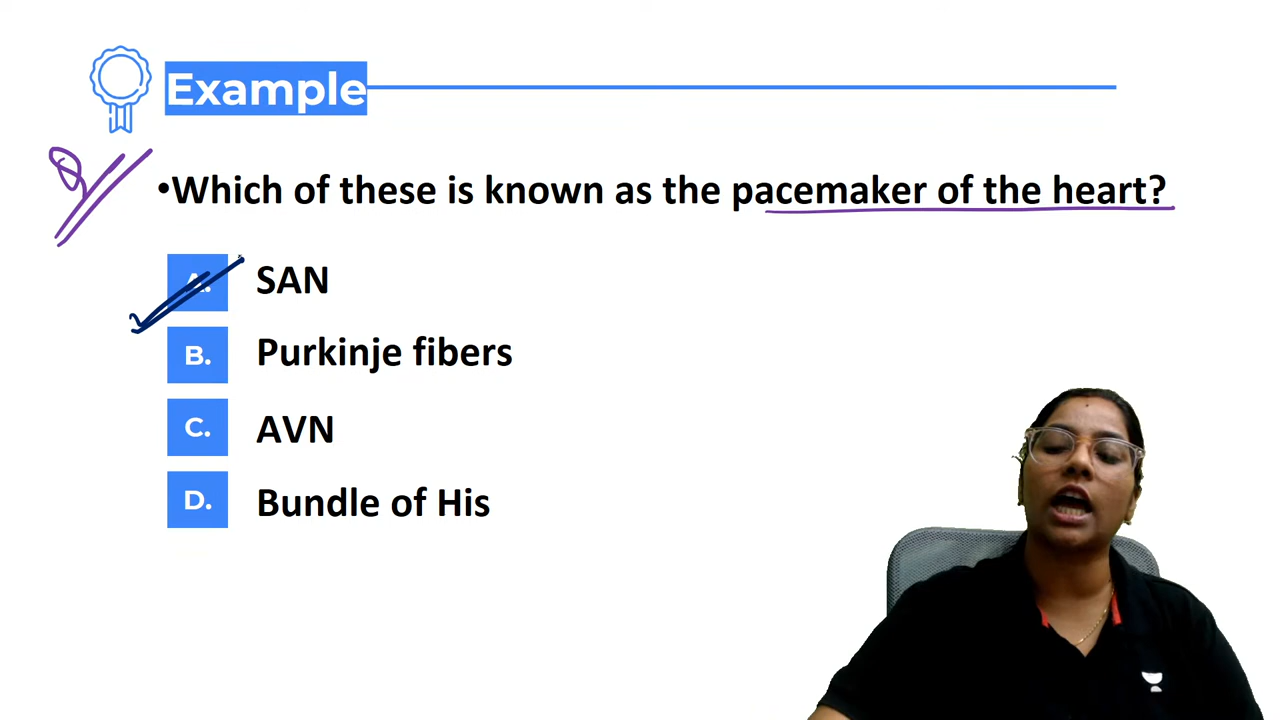 Example
•Which of these is known as the pacemaker of the heart?
A. SAN
B. Purkinje fibers
C. AVN
D. Bundle of His